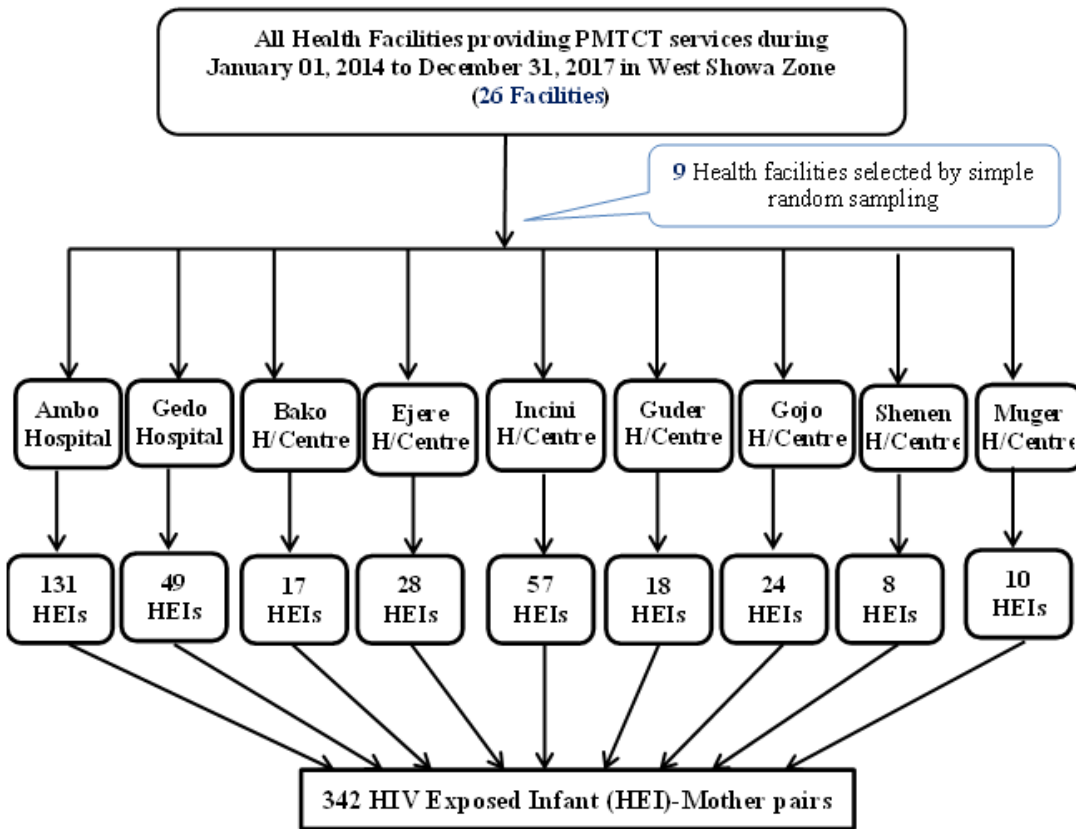 All Health Facilities providing PMTCT services during
January 01, 2014 to December 31, 2017 in West Showa Zone
(26 Facilities)
9 Health facilities selected by simple
random sampling
Ambo
Hospital
Gedo
Hospital
Bako
H/Centre
Ejere
H/Centre
Incini
H/Centre
Guder
H/Centre
Gojo
H/Centre
Shenen
H/Centre
Muger
H/Centre
131
HEIs
49
HEIs
17
HEIs
28
HEIs
57
HEIs
18
HEIs
24
HEIs
8
HEIs
10
HEIs
342 HIV Exposed Infant (HEI)-Mother pairs